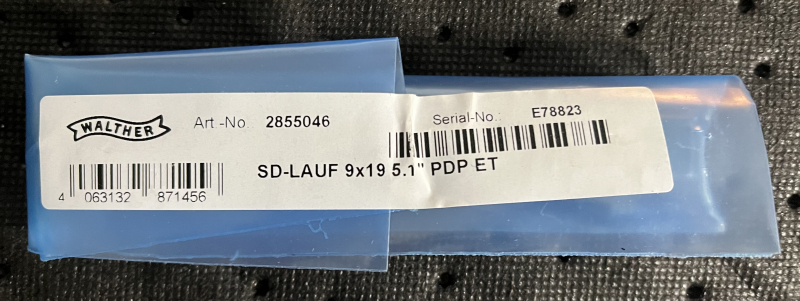 WALTHER
Art.-No.: 2855046
Serial-No.: E78823
SD-LAUF 9x19 5.1" PDP ET
4 063132 871456